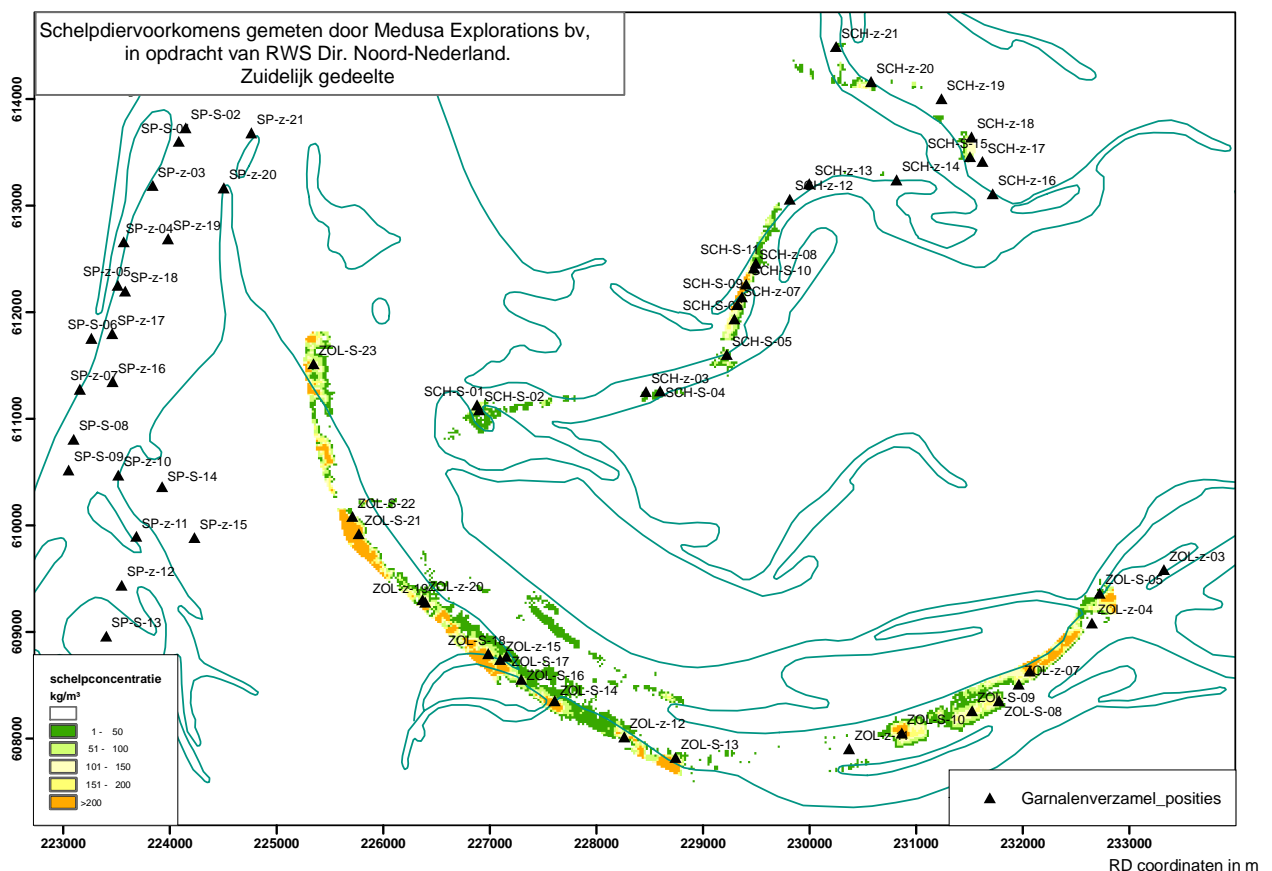 Schelpdiervoorkomens gemeten door Medusa Explorations bv,
in opdracht van RWS Dir. Noord-Nederland.
Zuidelijk gedeelte
SCH-z-21
SCH-z-20
SCH-z-19
SCH-z-18
SCH-S-15
SCH-z-17
SCH-z-16
SCH-z-14
SCH-z-13
SCH-z-12
SP-S-02
SP-z-21
SP-z-03
SP-z-20
SP-z-04
SP-z-19
SP-z-05
SP-z-18
SP-S-06
SP-z-17
SP-z-07
SP-z-16
SP-S-08
SP-S-09
SP-z-10
SP-S-14
SP-z-11
SP-z-15
SP-z-12
SP-S-13
SCH-S-11
SCH-z-08
SCH-S-10
SCH-S-09
SCH-z-07
SCH-S-05
SCH-z-03
SCH-S-04
SCH-S-01
SCH-S-02
ZOL-S-23
ZOL-S-22
ZOL-S-21
ZOL-z-19
ZOL-z-20
ZOL-S-18
ZOL-z-15
ZOL-S-17
ZOL-S-16
ZOL-S-14
ZOL-z-12
ZOL-S-13
ZOL-z-03
ZOL-S-05
ZOL-z-04
ZOL-z-07
ZOL-S-09
ZOL-S-08
ZOL-S-10
614000
613000
612000
611000
610000
609000
608000
schelpconcentratie
kg/m³
1 - 50
51 - 100
101 - 150
151 - 200
>200
Garnalenverzamel_posities
223000 224000 225000 226000 227000 228000 229000 230000 231000 232000 233000
RD coordinaten in m